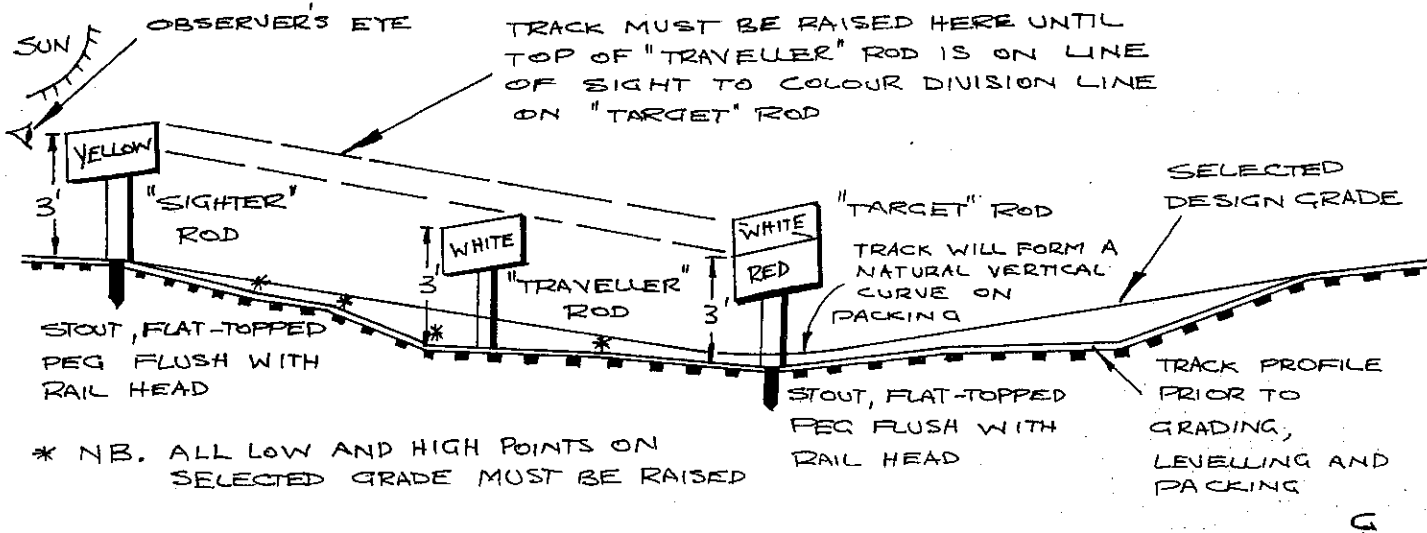 OBSERVER'S EYE
SUN
TRACK MUST BE RAISED HERE UNTIL
TOP OF "TRAVELLER" ROD IS ON LINE
OF SIGHT TO COLOUR DIVISION LINE
ON "TARGET" ROD
YELLOW
3'
"SIGHTER"
ROD
WHITE
3'
"TRAVELLER"
ROD
WHITE
RED
3'
"TARGET" ROD
TRACK WILL FORM A
NATURAL VERTICAL
CURVE ON
PACKING
SELECTED
DESIGN GRADE
STOUT, FLAT-TOPPED
PEG FLUSH WITH
RAIL HEAD
STOUT, FLAT-TOPPED
PEG FLUSH WITH
RAIL HEAD
TRACK PROFILE
PRIOR TO
GRADING,
LEVELLING AND
PACKING
* NB. ALL LOW AND HIGH POINTS ON
SELECTED GRADE MUST BE RAISED
G